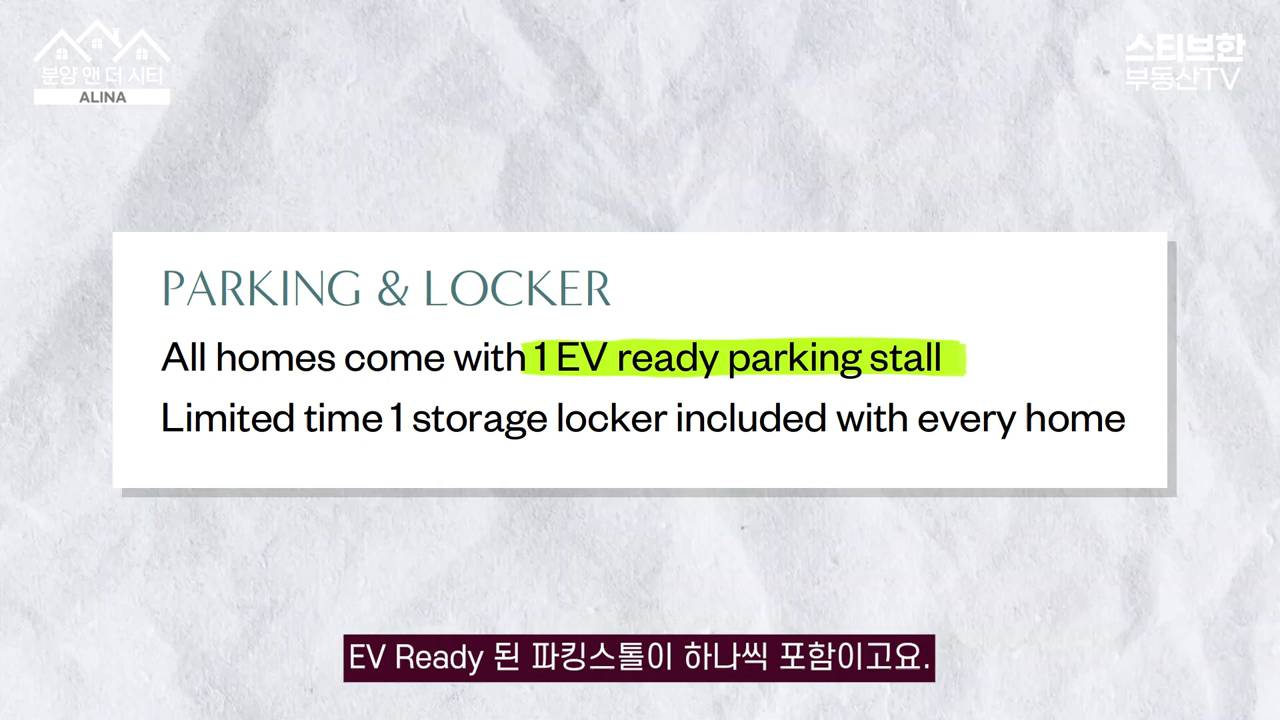 분양 앤 더 시티
ALINA
스티브한
부동산TV
PARKING & LOCKER
All homes come with 1 EV ready parking stall
Limited time 1 storage locker included with every home
EV Ready 된 파킹스톨이 하나씩 포함이고요.